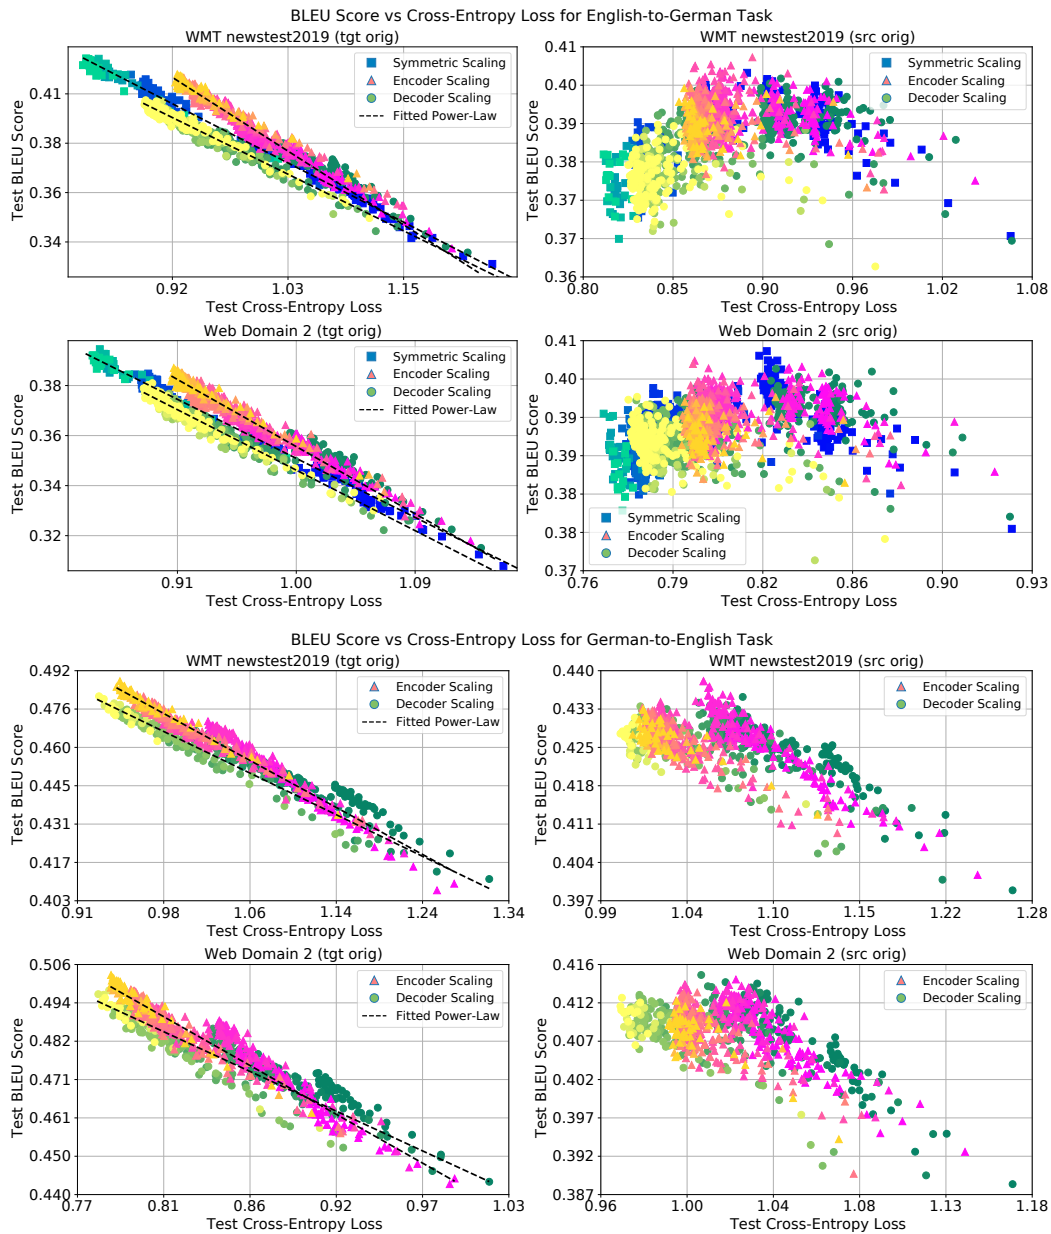 BLEU Score vs Cross-Entropy Loss for English-to-German Task
WMT newstest2019 (tgt orig)
Test BLEU Score
0.41
0.38
0.36
0.34
0.92
1.03
1.15
Test Cross-Entropy Loss
Symmetric Scaling
Encoder Scaling
Decoder Scaling
Fitted Power-Law
WMT newstest2019 (src orig)
Test BLEU Score
0.41
0.40
0.39
0.38
0.37
0.37
0.36
0.80
0.85
0.90
0.96
1.02
1.08
Test Cross-Entropy Loss
Symmetric Scaling
Encoder Scaling
Decoder Scaling
Web Domain 2 (tgt orig)
Test BLEU Score
0.38
0.36
0.34
0.32
0.91
1.00
1.09
Test Cross-Entropy Loss
Symmetric Scaling
Encoder Scaling
Decoder Scaling
Fitted Power-Law
Web Domain 2 (src orig)
Test BLEU Score
0.41
0.40
0.39
0.39
0.38
0.38
0.37
0.76
0.79
0.82
0.86
0.90
0.93
Test Cross-Entropy Loss
Symmetric Scaling
Encoder Scaling
Decoder Scaling
BLEU Score vs Cross-Entropy Loss for German-to-English Task
WMT newstest2019 (tgt orig)
Test BLEU Score
0.492
0.476
0.460
0.445
0.431
0.417
0.403
0.91
0.98
1.06
1.14
1.24
1.34
Test Cross-Entropy Loss
Encoder Scaling
Decoder Scaling
Fitted Power-Law
WMT newstest2019 (src orig)
Test BLEU Score
0.440
0.433
0.425
0.418
0.411
0.404
0.397
0.99
1.04
1.10
1.15
1.22
1.28
Test Cross-Entropy Loss
Encoder Scaling
Decoder Scaling
Web Domain 2 (tgt orig)
Test BLEU Score
0.506
0.494
0.482
0.471
0.461
0.450
0.440
0.77
0.81
0.86
0.91
0.97
1.03
Test Cross-Entropy Loss
Encoder Scaling
Decoder Scaling
Fitted Power-Law
Web Domain 2 (src orig)
Test BLEU Score
0.416
0.412
0.407
0.402
0.397
0.392
0.387
0.96
1.00
1.04
1.08
1.13
1.18
Test Cross-Entropy Loss
Encoder Scaling
Decoder Scaling